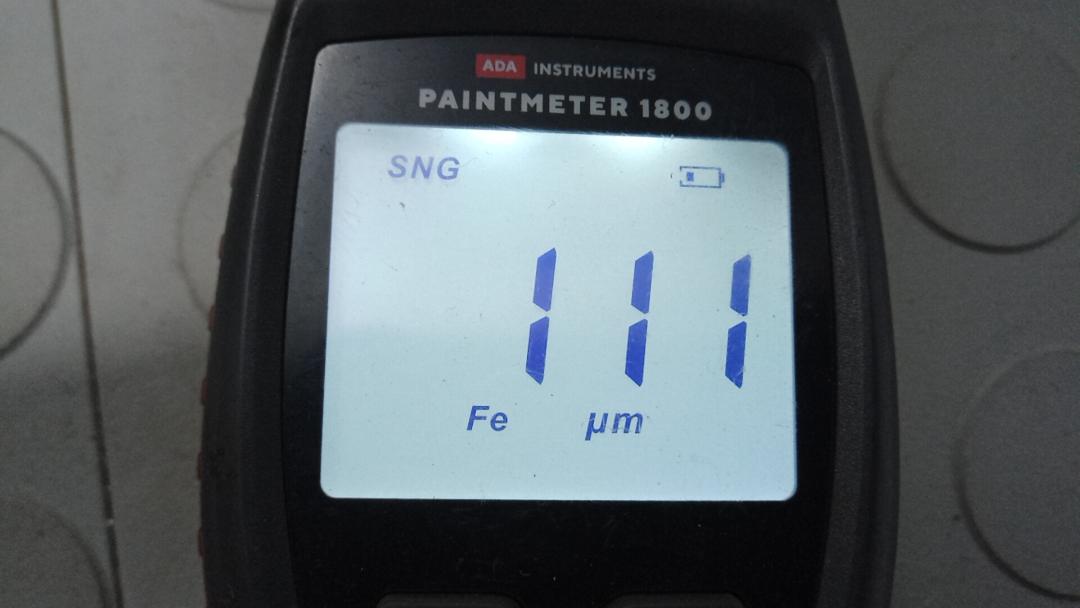 ADA INSTRUMENTS
PAINTMETER 1800
SNG
111
Fe µm